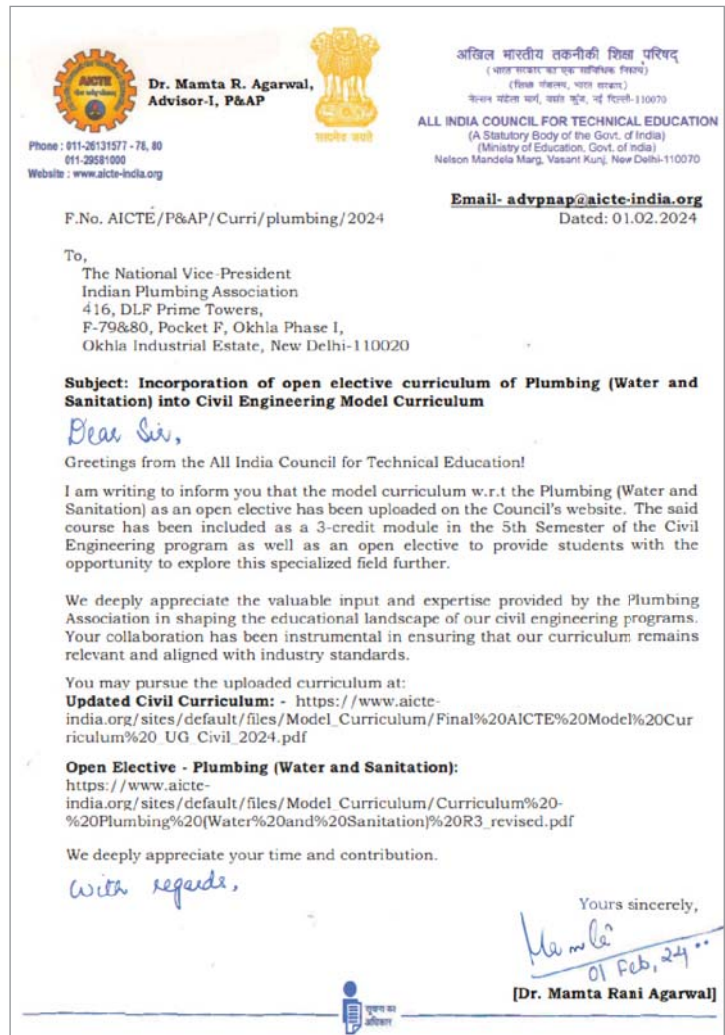 AICTE
Dr. Mamta R. Agarwal,
Advisor-I, P&AP
सत्यमेव जयते
Phone : 011-26131577 - 78, 80
011-29581000
Website : www.aicte-india.org
अखिल भारतीय तकनीकी शिक्षा परिषद्
(भारत सरकार का एक सांविधिक निकाय)
(शिक्षा मंत्रालय, भारत सरकार)
नेल्सन मंडेला मार्ग, वसंत कुंज, नई दिल्ली-110070
ALL INDIA COUNCIL FOR TECHNICAL EDUCATION
(A Statutory Body of the Govt. of India)
(Ministry of Education, Govt. of India)
Nelson Mandela Marg, Vasant Kunj, New Delhi-110070
Email- advpnap@aicte-india.org
F.No. AICTE/P&AP/Curri/plumbing/2024
Dated: 01.02.2024
To,
The National Vice-President
Indian Plumbing Association
416, DLF Prime Towers,
F-79&80, Pocket F, Okhla Phase I,
Okhla Industrial Estate, New Delhi-110020
Subject: Incorporation of open elective curriculum of Plumbing (Water and
Sanitation) into Civil Engineering Model Curriculum
Dear Sir,
Greetings from the All India Council for Technical Education!
I am writing to inform you that the model curriculum w.r.t the Plumbing (Water and
Sanitation) as an open elective has been uploaded on the Council's website. The said
course has been included as a 3-credit module in the 5th Semester of the Civil
Engineering program as well as an open elective to provide students with the
opportunity to explore this specialized field further.
We deeply appreciate the valuable input and expertise provided by the Plumbing
Association in shaping the educational landscape of our civil engineering programs.
Your collaboration has been instrumental in ensuring that our curriculum remains
relevant and aligned with industry standards.
You may pursue the uploaded curriculum at:
Updated Civil Curriculum: - https://www.aicte-
india.org/sites/default/files/Model_Curriculum/Final%20AICTE%20Model%20Cur
riculum%20_UG_Civil_2024.pdf
Open Elective - Plumbing (Water and Sanitation):
https://www.aicte-
india.org/sites/default/files/Model_Curriculum/Curriculum%20-
%20Plumbing%20(Water%20and%20Sanitation)%20R3_revised.pdf
We deeply appreciate your time and contribution.
With regards,
Yours sincerely,
Mamta
01 Feb, 24
[Dr. Mamta Rani Agarwal]
सूचना का
अधिकार